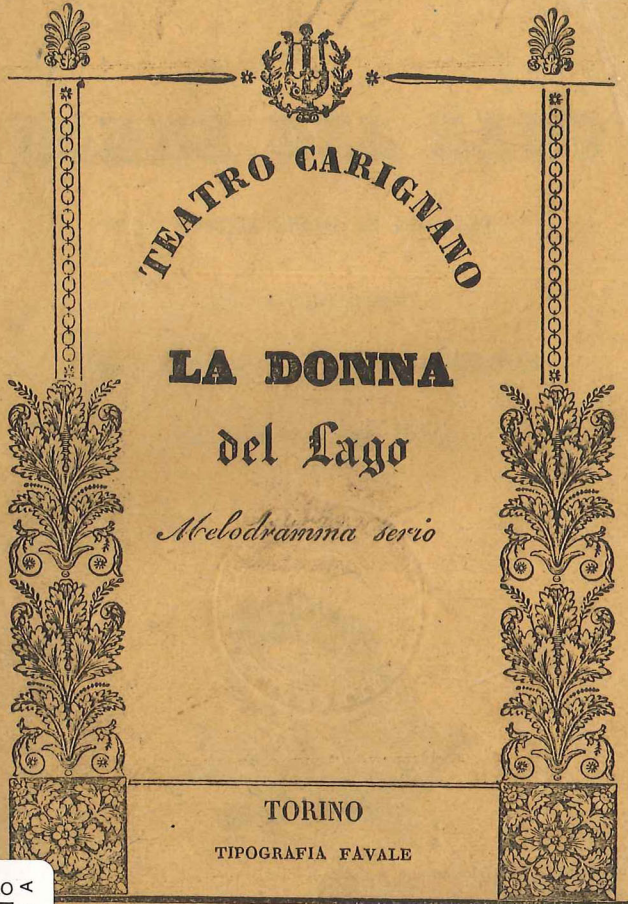 TEATRO CARIGNANO
LA DONNA
del Lago
Melodramma serio
TORINO
TIPOGRAFIA FAVALE